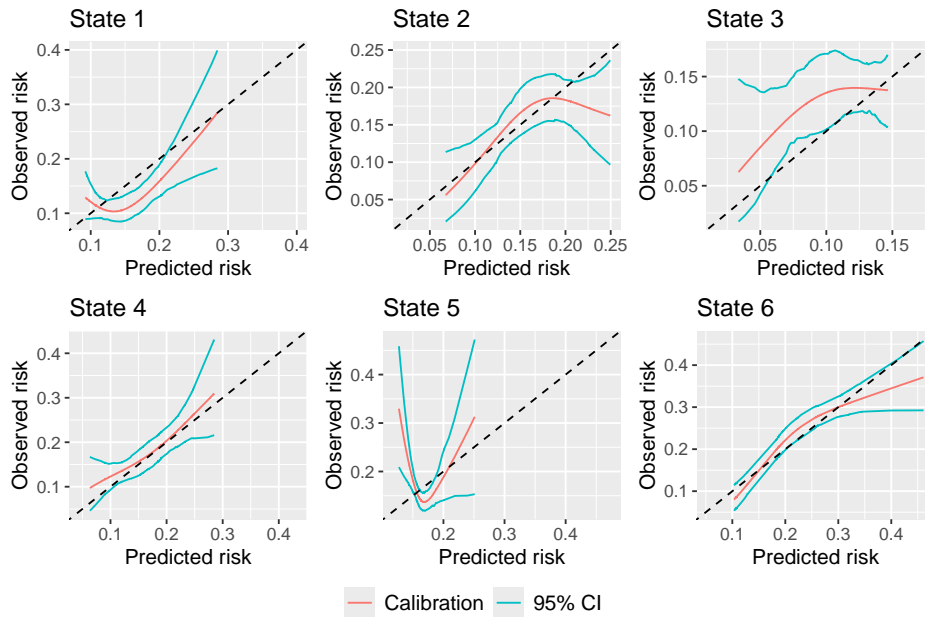 State 1
State 2
State 3
Observed risk
0.4
0.3
0.2
0.1
0.1 0.2 0.3 0.4
Predicted risk
Observed risk
0.25
0.20
0.15
0.10
0.05
0.05 0.10 0.15 0.20 0.25
Predicted risk
Observed risk
0.15
0.10
0.05
0.05 0.10 0.15
Predicted risk
State 4
State 5
State 6
Observed risk
0.4
0.3
0.2
0.1
0.1 0.2 0.3 0.4
Predicted risk
Observed risk
0.4
0.3
0.2
0.2 0.3 0.4
Predicted risk
Observed risk
0.4
0.3
0.2
0.1
0.1 0.2 0.3 0.4
Predicted risk
Calibration 95% CI